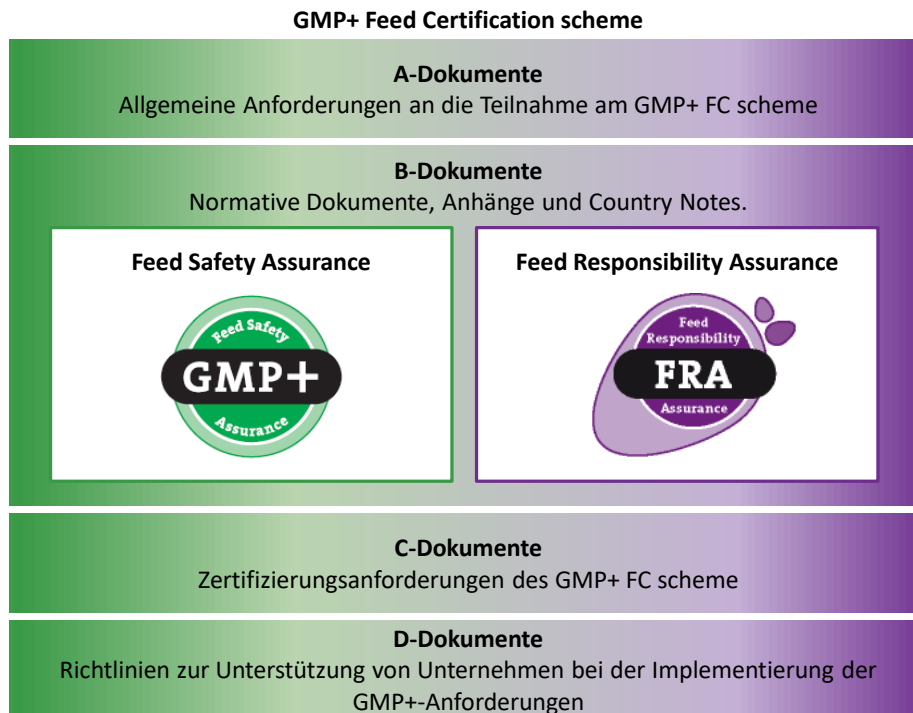 GMP+ Feed Certification scheme
A-Dokumente
Allgemeine Anforderungen an die Teilnahme am GMP+ FC scheme
B-Dokumente
Normative Dokumente, Anhänge und Country Notes.
Feed Safety Assurance
Feed Safety
GMP+
Assurance
Feed Responsibility Assurance
Feed
Responsibility
FRA
Assurance
C-Dokumente
Zertifizierungsanforderungen des GMP+ FC scheme
D-Dokumente
Richtlinien zur Unterstützung von Unternehmen bei der Implementierung der
GMP+-Anforderungen